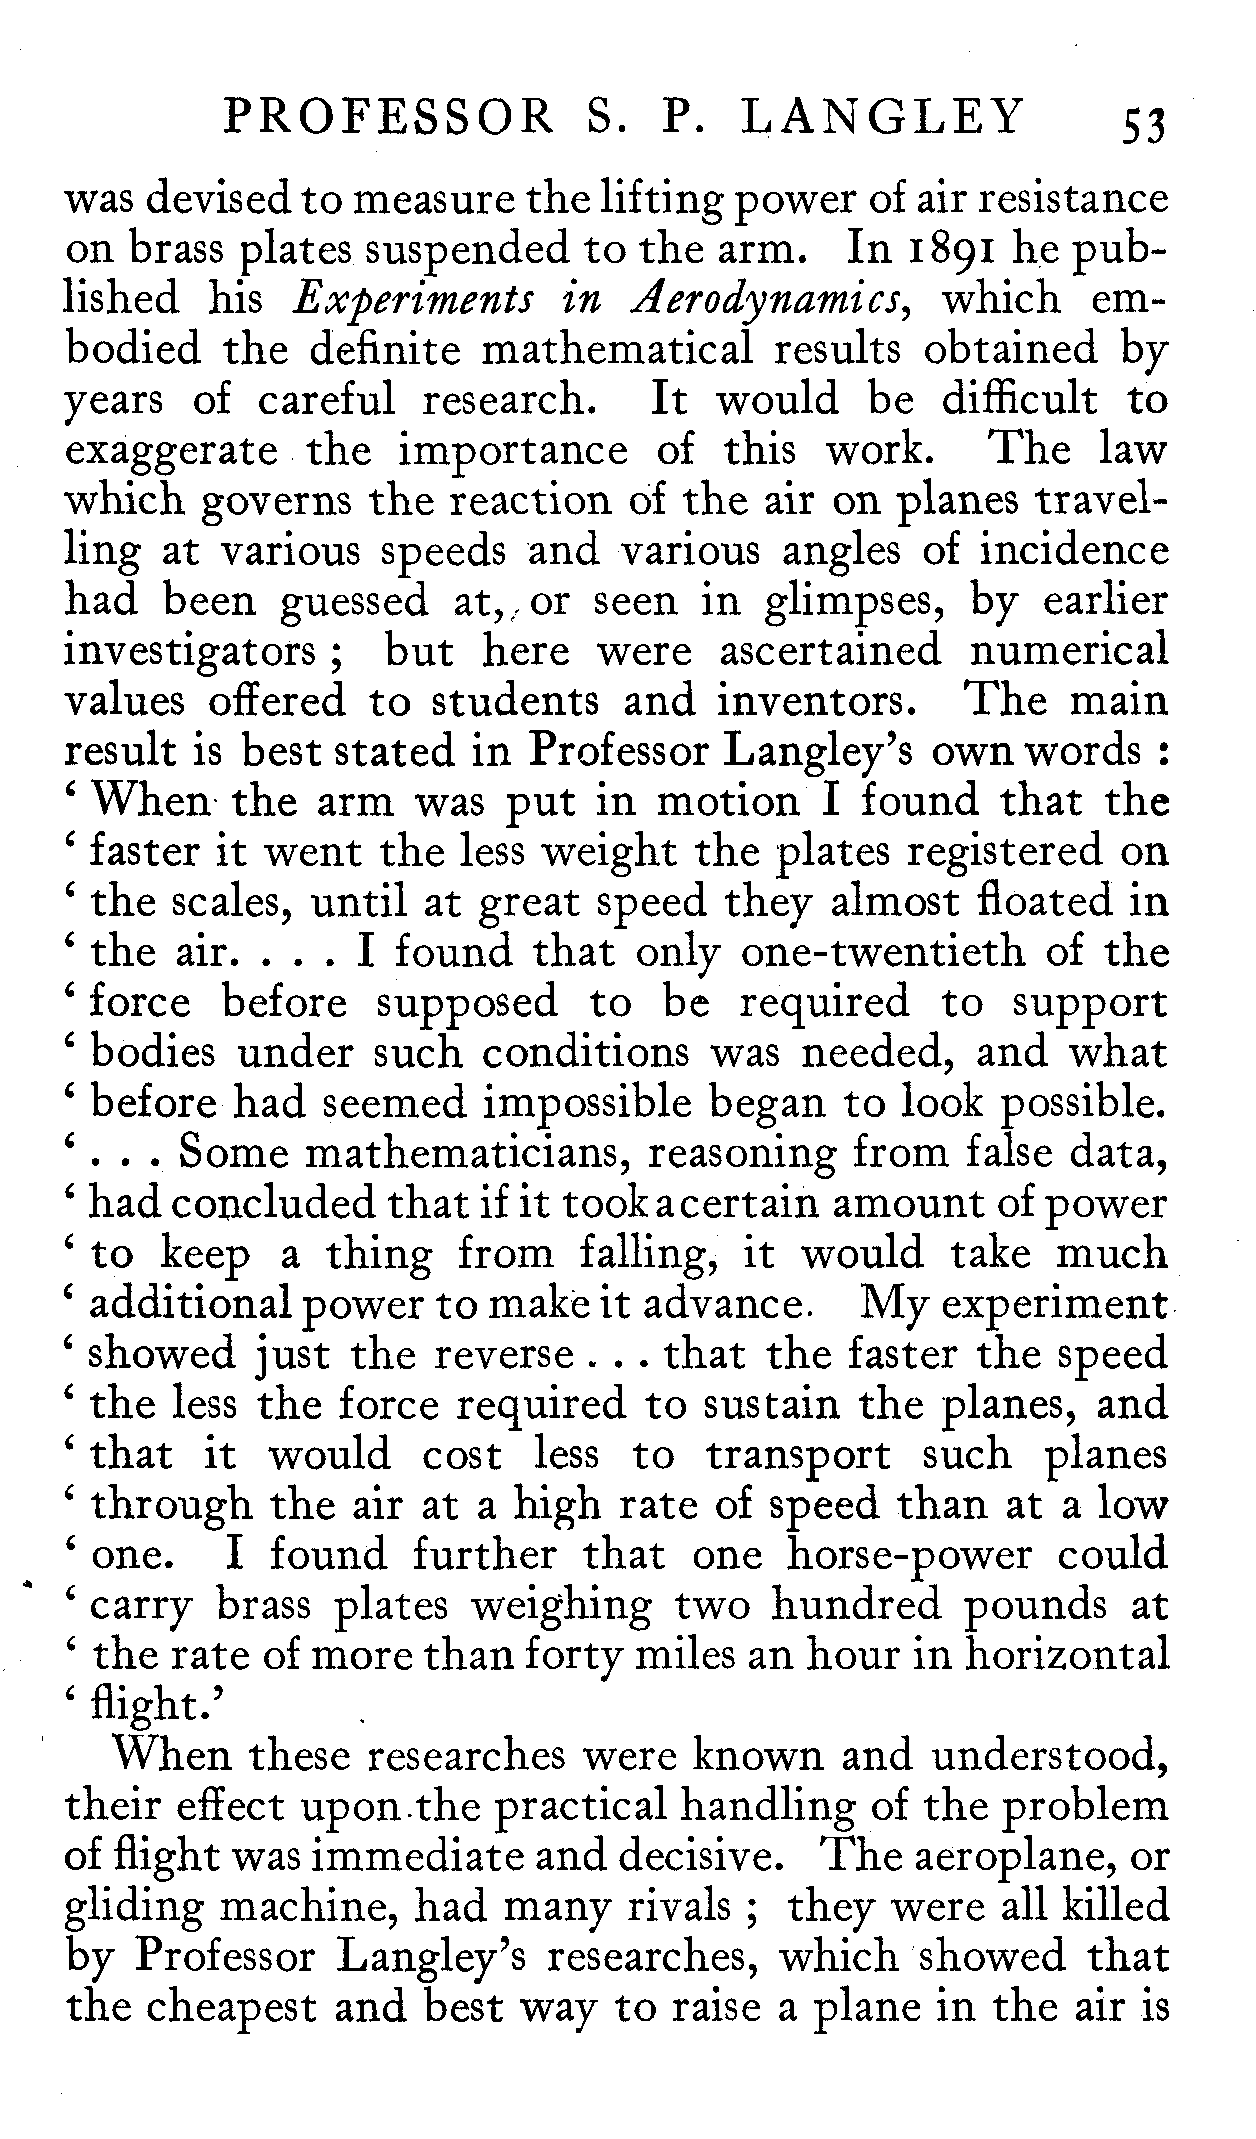 PROFESSOR S. P. LANGLEY 53
was devised to measure the lifting power of air resistance
on brass plates suspended to the arm. In 1891 he pub-
lished his Experiments in Aerodynamics, which em-
bodied the definite mathematical results obtained by
years of careful research. It would be difficult to
exaggerate the importance of this work. The law
which governs the reaction of the air on planes travel-
ling at various speeds and various angles of incidence
had been guessed at, or seen in glimpses, by earlier
investigators ; but here were ascertained numerical
values offered to students and inventors. The main
result is best stated in Professor Langley’s own words :
‘ When the arm was put in motion I found that the
‘ faster it went the less weight the plates registered on
‘ the scales, until at great speed they almost floated in
‘ the air. . . . I found that only one-twentieth of the
‘ force before supposed to be required to support
‘ bodies under such conditions was needed, and what
‘ before had seemed impossible began to look possible.
‘ . . . Some mathematicians, reasoning from false data,
‘ had concluded that if it took a certain amount of power
‘ to keep a thing from falling, it would take much
‘ additional power to make it advance. My experiment
‘ showed just the reverse . . . that the faster the speed
‘ the less the force required to sustain the planes, and
‘ that it would cost less to transport such planes
‘ through the air at a high rate of speed than at a low
‘ one. I found further that one horse-power could
‘ carry brass plates weighing two hundred pounds at
‘ the rate of more than forty miles an hour in horizontal
‘ flight.’
When these researches were known and understood,
their effect upon the practical handling of the problem
of flight was immediate and decisive. The aeroplane, or
gliding machine, had many rivals ; they were all killed
by Professor Langley’s researches, which showed that
the cheapest and best way to raise a plane in the air is